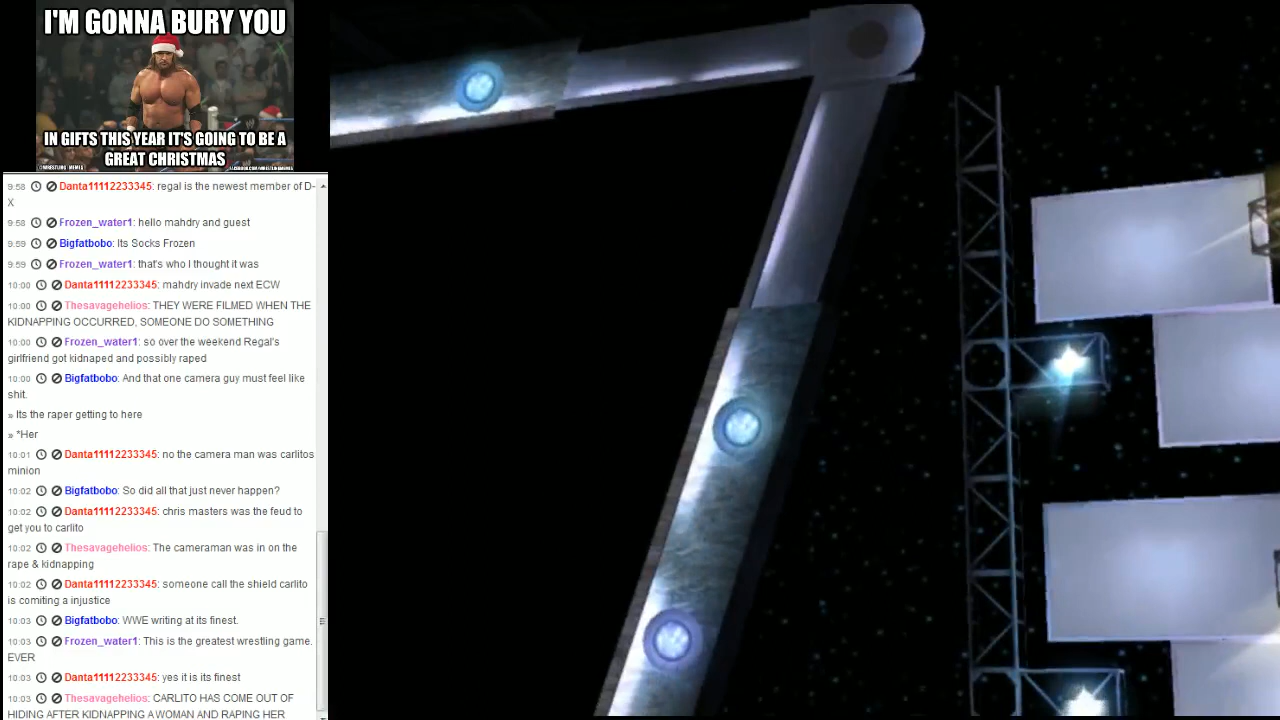 I'M GONNA BURY YOU
IN GIFTS THIS YEAR IT'S GOING TO BE A
GREAT CHRISTMAS
9:58 Danta11112233345: regal is the newest member of D-
X
9:58 Frozen_water1: hello mahdry and guest
9:59 Bigfatbobo: Its Socks Frozen
9:59 Frozen_water1: that's who I thought it was
10:00 Danta11112233345: mahdry invade next ECW
10:00 Thesavagehelios: THEY WERE FILMED WHEN THE
KIDNAPPING OCCURRED, SOMEONE DO SOMETHING
10:00 Frozen_water1: so over the weekend Regal's
girlfriend got kidnaped and possibly raped
10:00 Bigfatbobo: And that one camera guy must feel like
shit.
» Its the raper getting to here
» *Her
10:01 Danta11112233345: no the camera man was carlitos
minion
10:02 Bigfatbobo: So did all that just never happen?
10:02 Danta11112233345: chris masters was the feud to
get you to carlito
10:02 Thesavagehelios: The cameraman was in on the
rape & kidnapping
10:02 Danta11112233345: someone call the shield carlito
is comiting a injustice
10:03 Bigfatbobo: WWE writing at its finest.
10:03 Frozen_water1: This is the greatest wrestling game.
EVER
10:03 Danta11112233345: yes it is its finest
10:03 Thesavagehelios: CARLITO HAS COME OUT OF
HIDING AFTER KIDNAPPING A WOMAN AND RAPING HER